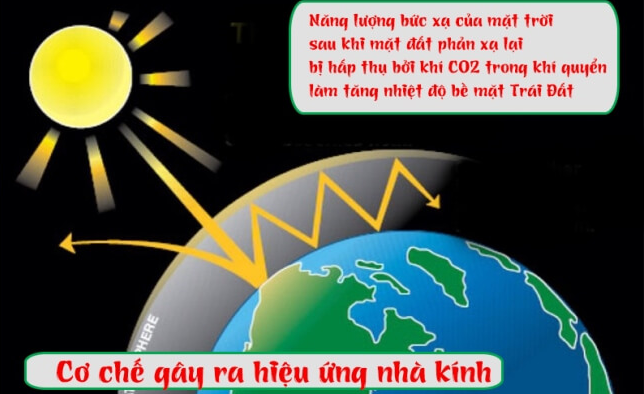 Năng lượng bức xạ của mặt trời
sau khi mặt đất phản xạ lại
bị hấp thụ bởi khí CO2 trong khí quyển
làm tăng nhiệt độ bề mặt Trái Đất
Cơ chế gây ra hiệu ứng nhà kính